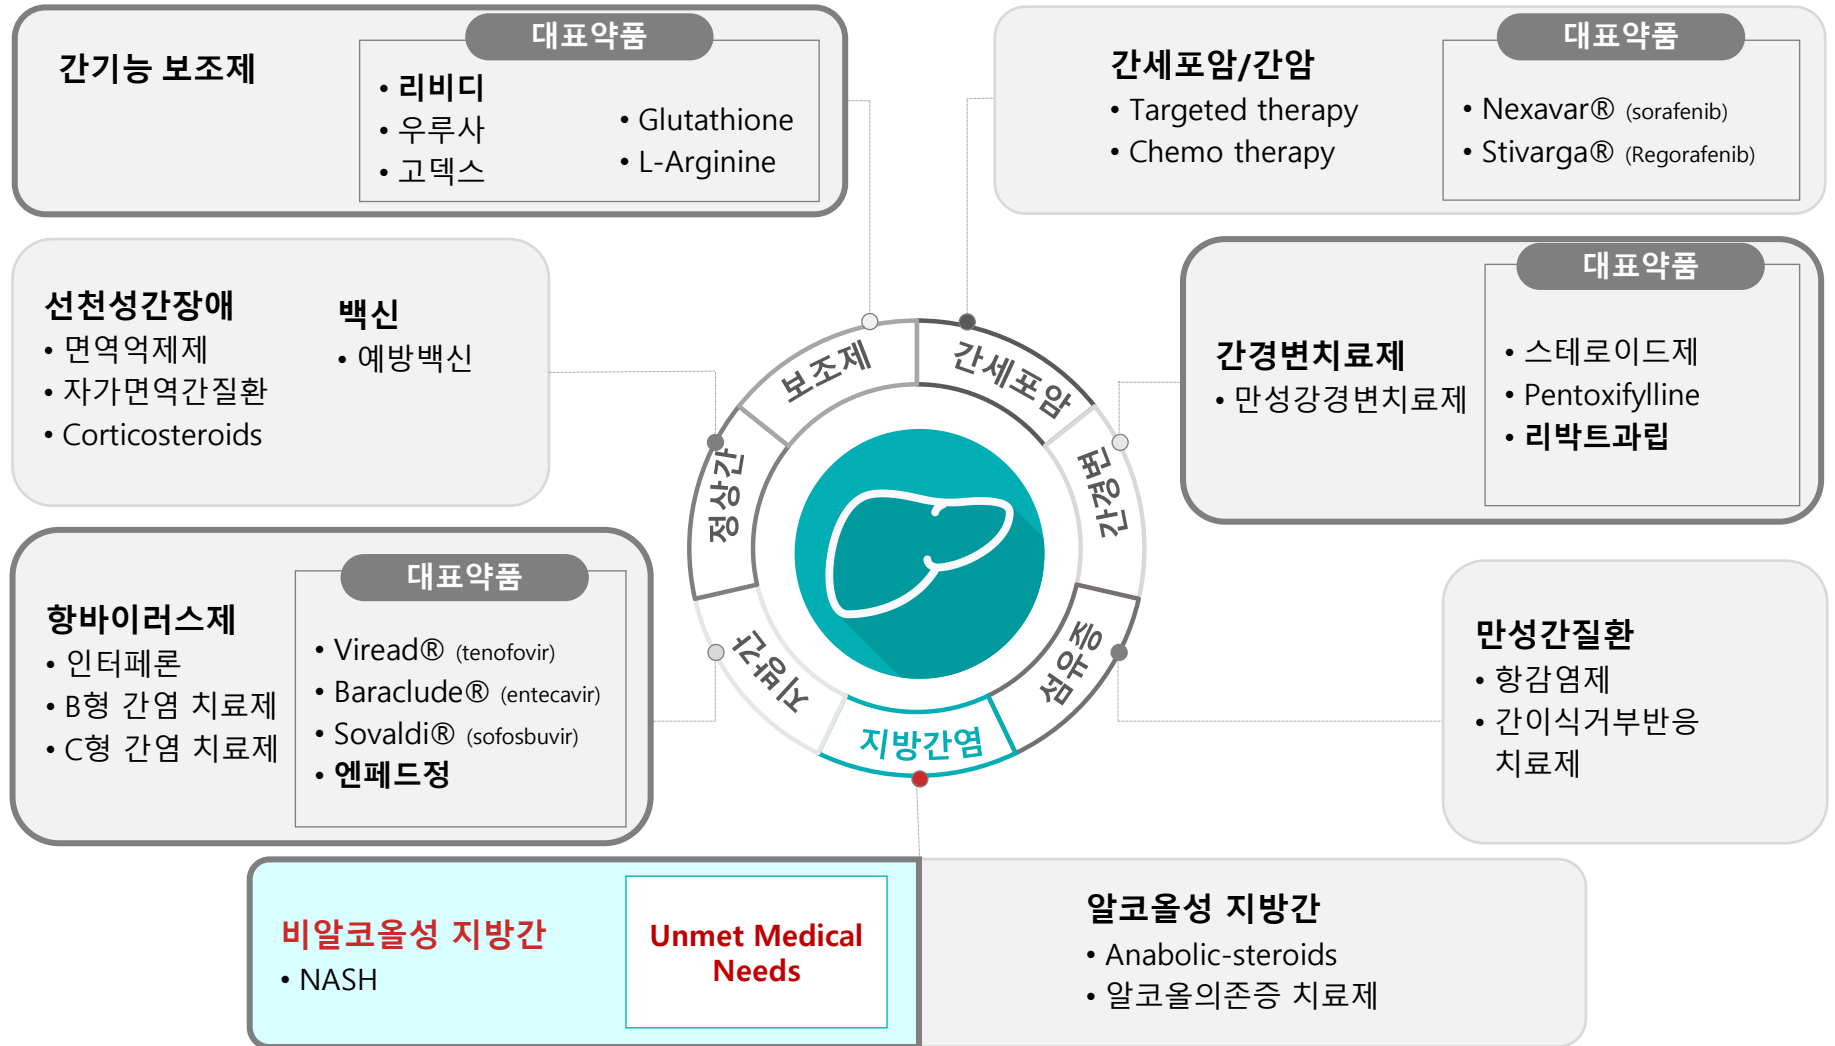 간기능 보조제
대표약품
• 리비디
• 우루사
• 고덱스
• Glutathione
• L-Arginine
간세포암/간암
• Targeted therapy
• Chemo therapy
대표약품
• Nexavar® (sorafenib)
• Stivarga® (Regorafenib)
선천성간장애
• 면역억제제
• 자가면역간질환
• Corticosteroids
백신
• 예방백신
간경변치료제
• 만성강경변치료제
대표약품
• 스테로이드제
• Pentoxifylline
• 리박트과립
보조제
간세포암
정상간
간경변
지방간
섬유증
지방간염
항바이러스제
• 인터페론
• B형 간염 치료제
• C형 간염 치료제
대표약품
• Viread® (tenofovir)
• Baraclude® (entecavir)
• Sovaldi® (sofosbuvir)
• 엔페드정
만성간질환
• 항감염제
• 간이식거부반응
치료제
비알코올성 지방간
• NASH
Unmet Medical
Needs
알코올성 지방간
• Anabolic-steroids
• 알코올의존증 치료제